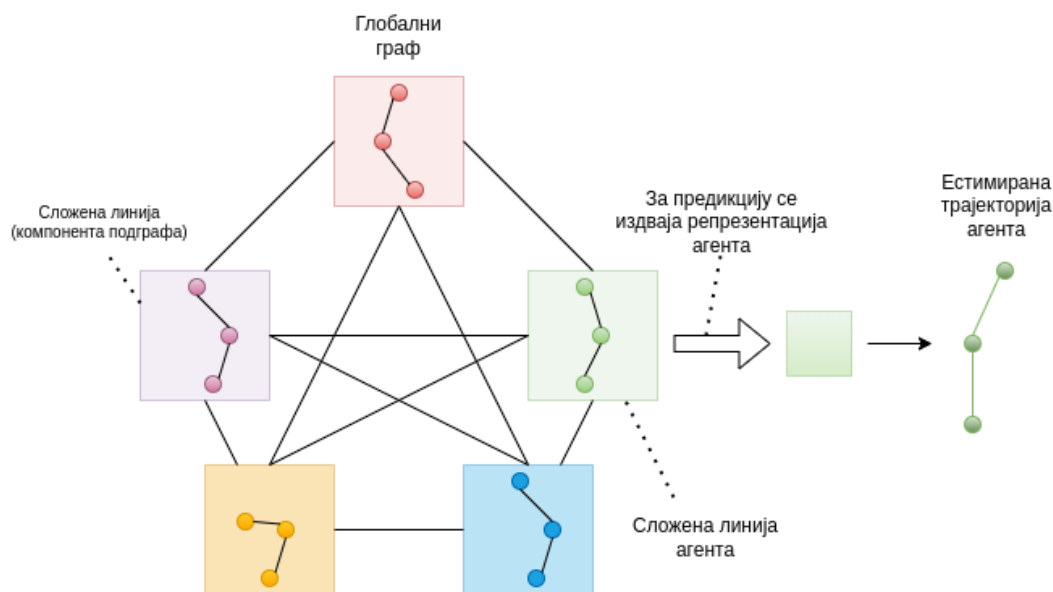 Глобални
граф
Сложена линија
(компонента подграфа)
За предикцију се
издваја репрезентација
агента
Естимирана
трајекторија
агента
Сложена линија
агента